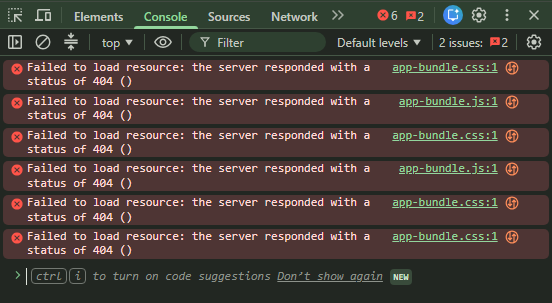 Elements Console Sources Network 6 2
top Filter Default levels 2 issues: 2
Failed to load resource: the server responded with a app-bundle.css:1
status of 404 ()
Failed to load resource: the server responded with a app-bundle.js:1
status of 404 ()
Failed to load resource: the server responded with a app-bundle.css:1
status of 404 ()
Failed to load resource: the server responded with a app-bundle.js:1
status of 404 ()
Failed to load resource: the server responded with a app-bundle.css:1
status of 404 ()
Failed to load resource: the server responded with a app-bundle.css:1
status of 404 ()
ctrl i to turn on code suggestions Don't show again NEW